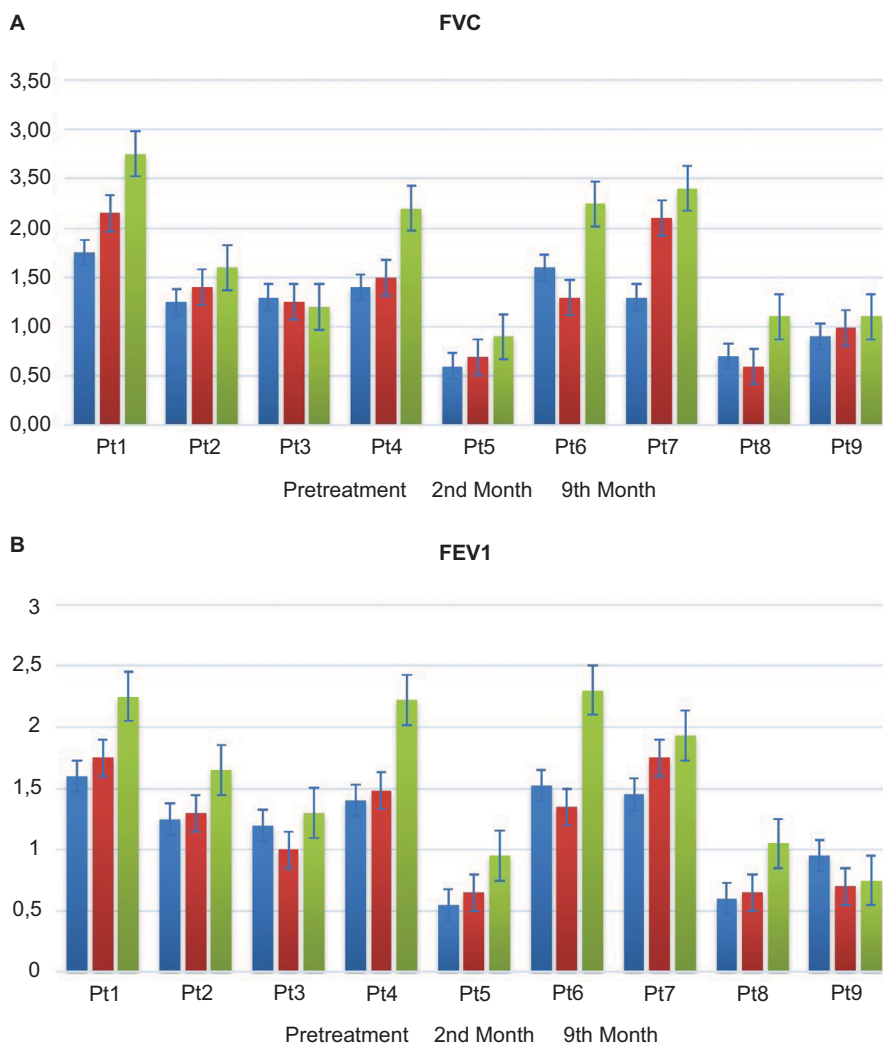 A
FVC
3,50
3,00
3,50
2,00
1,50
1,00
0,50
0,00
Pt1 Pt2 Pt3 Pt4 Pt5 Pt6 Pt7 Pt8 Pt9
Pretreatment 2nd Month 9th Month
B
FEV1
3
2,5
2
1,5
1
0,5
0
Pt1 Pt2 Pt3 Pt4 Pt5 Pt6 Pt7 Pt8 Pt9
Pretreatment 2nd Month 9th Month